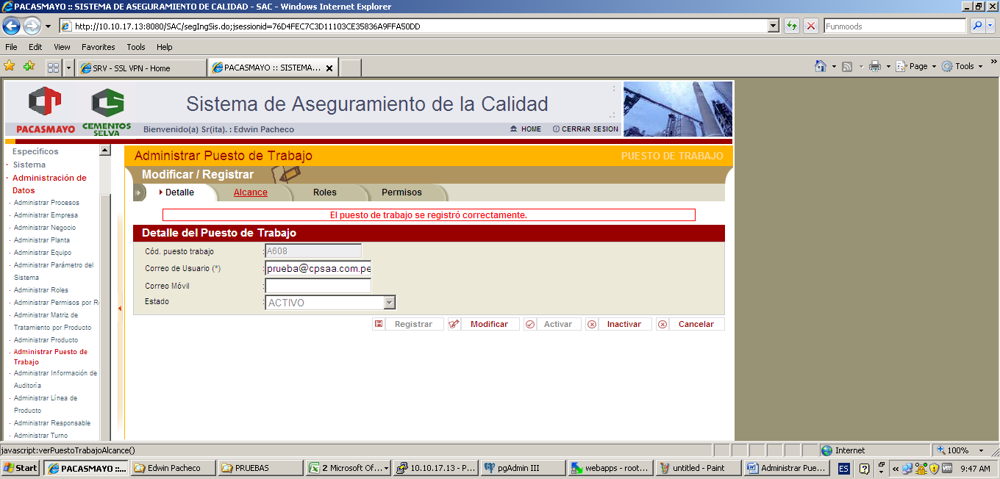 PACASMAYO :: SISTEMA DE ASEGURAMIENTO DE CALIDAD - SAC - Windows Internet Explorer
http://10.10.17.13:8080/SAC/segIngSis.do;jsessionid=76D4FEC7C3D11103CE35836A9FFA50DD
Funmoods
File Edit View Favorites Tools Help
SRV - SSL VPN - Home
PACASMAYO :: SISTEMA...
Page Tools
PACASMAYO
CEMENTOS SELVA
Sistema de Aseguramiento de la Calidad
Bienvenido(a) Sr(ita). : Edwin Pacheco
HOME
CERRAR SESION
Específicos
Sistema
Administración de
Datos
Administrar Procesos
Administrar Empresa
Administrar Negocio
Administrar Planta
Administrar Equipo
Administrar Parámetro del
Sistema
Administrar Roles
Administrar Permisos por R
Administrar Matriz de
Tratamiento por Producto
Administrar Producto
Administrar Puesto de
Trabajo
Administrar Información de
Auditoría
Administrar Línea de
Producto
Administrar Responsable
Administrar Turno
Administrar Puesto de Trabajo
PUESTO DE TRABAJO
Modificar / Registrar
Detalle Alcance Roles Permisos
El puesto de trabajo se registró correctamente.
Detalle del Puesto de Trabajo
Cód. puesto trabajo : A608
Correo de Usuario (*) : prueba@cpsaa.com.pe
Correo Móvil :
Estado : ACTIVO
Registrar Modificar Activar Inactivar Cancelar
javascript:verPuestoTrabajoAlcance()
Internet
100%
Start
PACASMAYO ::...
Edwin Pacheco
PRUEBAS
2 Microsoft Of...
10.10.17.13 - P...
pgAdmin III
webapps - root...
untitled - Paint
Administrar Pue...
ES
9:47 AM